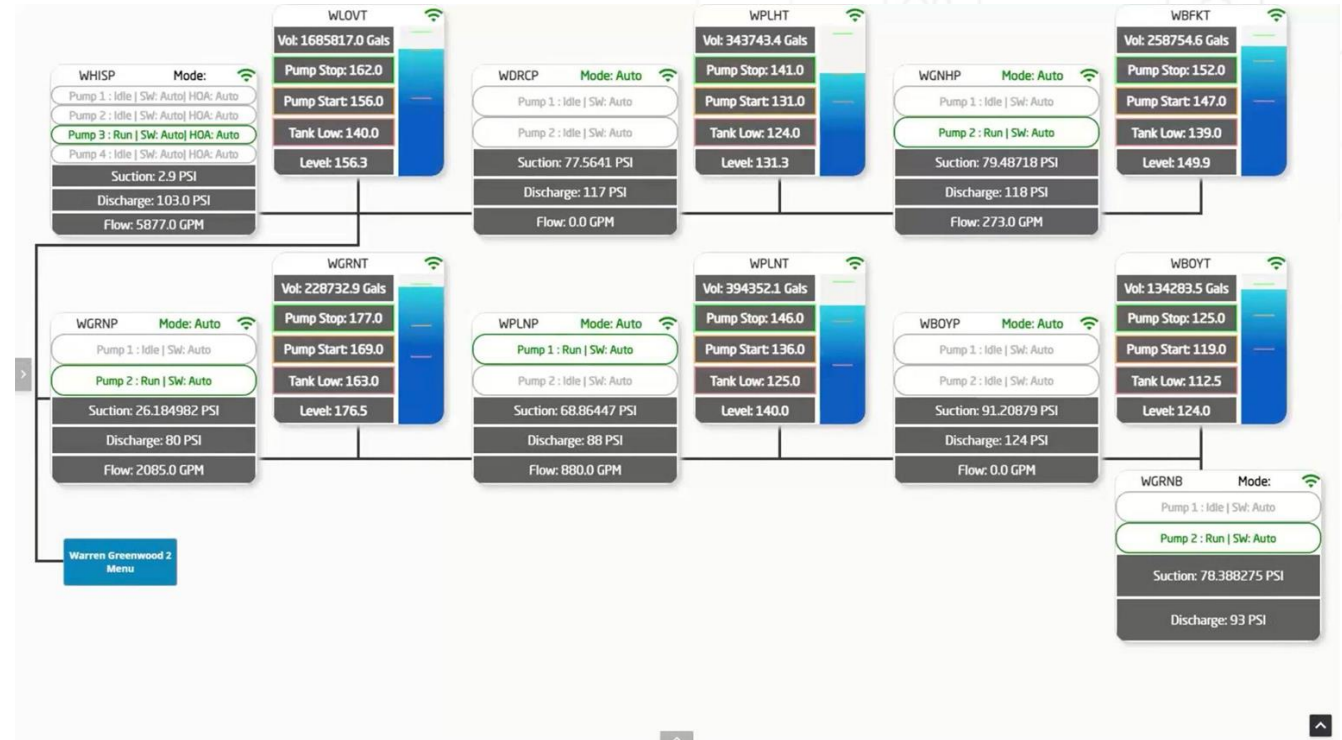 WLOVT
Vol: 1685817.0 Gals
Pump Stop: 162.0
Pump Start: 156.0
Tank Low: 140.0
Level: 156.3
WPLHT
Vol: 343743.4 Gals
Pump Stop: 141.0
Pump Start: 131.0
Tank Low: 124.0
Level: 131.3
WBFKT
Vol: 258754.6 Gals
Pump Stop: 152.0
Pump Start: 147.0
Tank Low: 139.0
Level: 149.9
WHISP Mode:
Pump 1 : Idle | SW: Auto| HOA: Auto
Pump 2 : Idle | SW: Auto| HOA: Auto
Pump 3 : Run | SW: Auto| HOA: Auto
Pump 4 : Idle | SW: Auto| HOA: Auto
Suction: 2.9 PSI
Discharge: 103.0 PSI
Flow: 5877.0 GPM
WDRCP Mode: Auto
Pump 1 : Idle | SW: Auto
Pump 2 : Idle | SW: Auto
Suction: 77.5641 PSI
Discharge: 117 PSI
Flow: 0.0 GPM
WGNHP Mode: Auto
Pump 1 : Idle | SW: Auto
Pump 2 : Run | SW: Auto
Suction: 79.48718 PSI
Discharge: 118 PSI
Flow: 273.0 GPM
WGRNT
Vol: 228732.9 Gals
Pump Stop: 177.0
Pump Start: 169.0
Tank Low: 163.0
Level: 176.5
WPLNT
Vol: 394352.1 Gals
Pump Stop: 146.0
Pump Start: 136.0
Tank Low: 125.0
Level: 140.0
WBOYT
Vol: 134283.5 Gals
Pump Stop: 125.0
Pump Start: 119.0
Tank Low: 112.5
Level: 124.0
WGRNP Mode: Auto
Pump 1 : Idle | SW: Auto
Pump 2 : Run | SW: Auto
Suction: 26.184982 PSI
Discharge: 80 PSI
Flow: 2085.0 GPM
WPLNP Mode: Auto
Pump 1 : Run | SW: Auto
Pump 2 : Idle | SW: Auto
Suction: 68.86447 PSI
Discharge: 88 PSI
Flow: 880.0 GPM
WBOYP Mode: Auto
Pump 1 : Idle | SW: Auto
Pump 2 : Idle | SW: Auto
Suction: 91.20879 PSI
Discharge: 124 PSI
Flow: 0.0 GPM
WGRNB Mode:
Pump 1 : Idle | SW: Auto
Pump 2 : Run | SW: Auto
Suction: 78.388275 PSI
Discharge: 93 PSI
Warren Greenwood 2
Menu